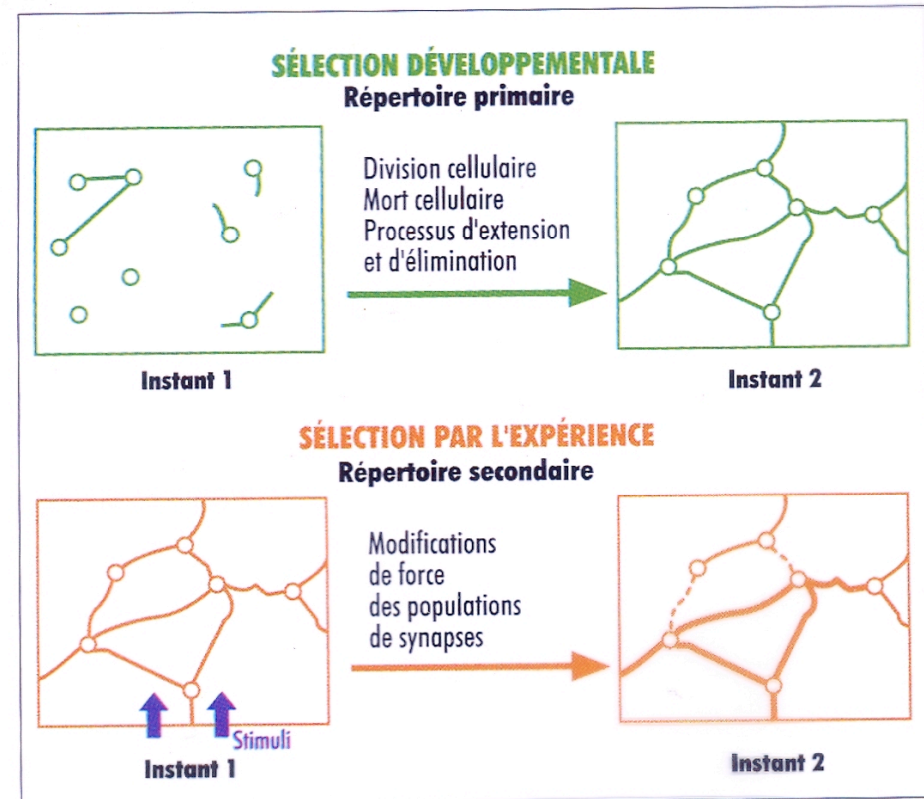 SÉLECTION DÉVELOPPEMENTALE
Répertoire primaire
Division cellulaire
Mort cellulaire
Processus d'extension
et d'élimination
Instant 1
Instant 2
SÉLECTION PAR L'EXPÉRIENCE
Répertoire secondaire
Modifications
de force
des populations
de synapses
Stimuli
Instant 1
Instant 2